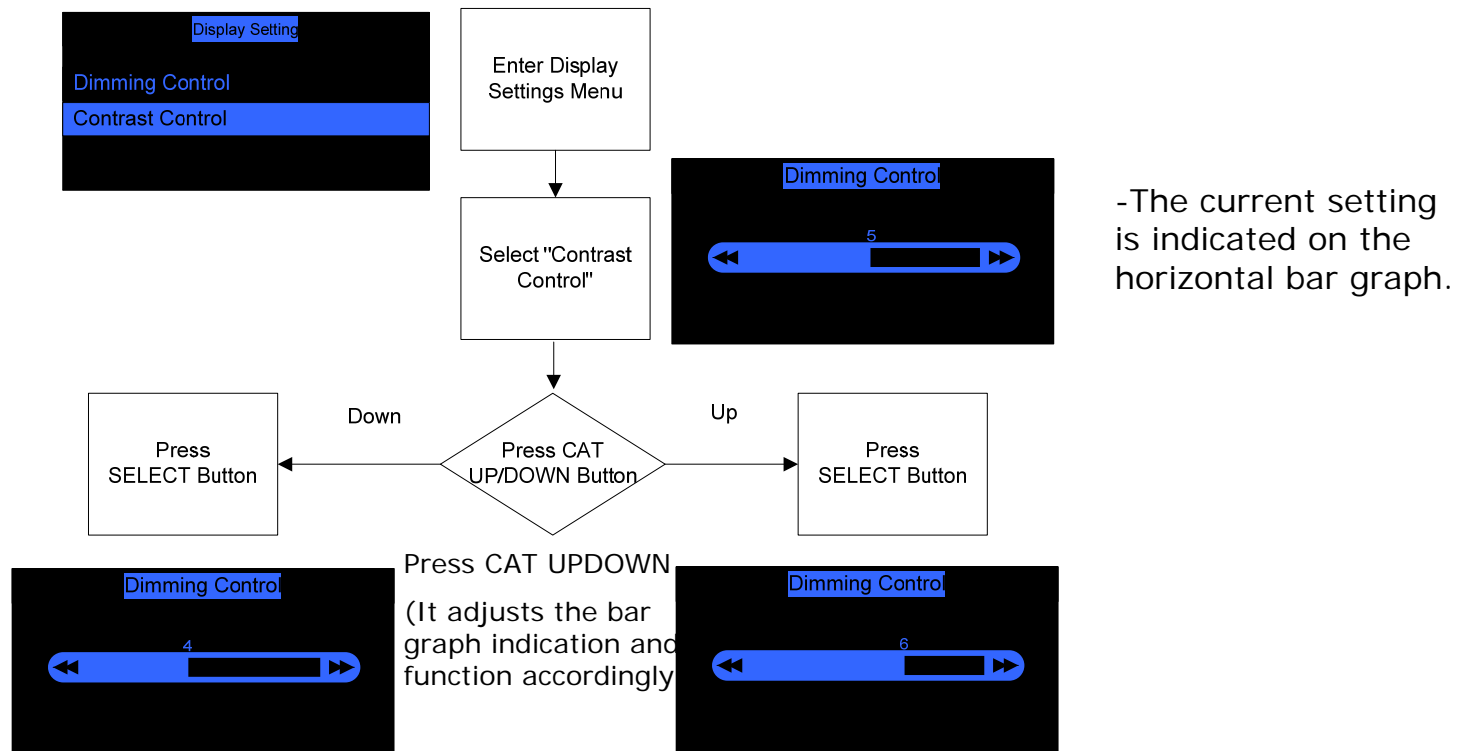 Display Setting
Dimming Control
Contrast Control
Enter Display
Settings Menu
Dimming Control
5
-The current setting
is indicated on the
horizontal bar graph.
Select "Contrast
Control"
Down
Up
Press
SELECT Button
Press CAT
UP/DOWN Button
Press
SELECT Button
Press CAT UPDOWN
(It adjusts the bar
graph indication and
function accordingly
Dimming Control
4
Dimming Control
6